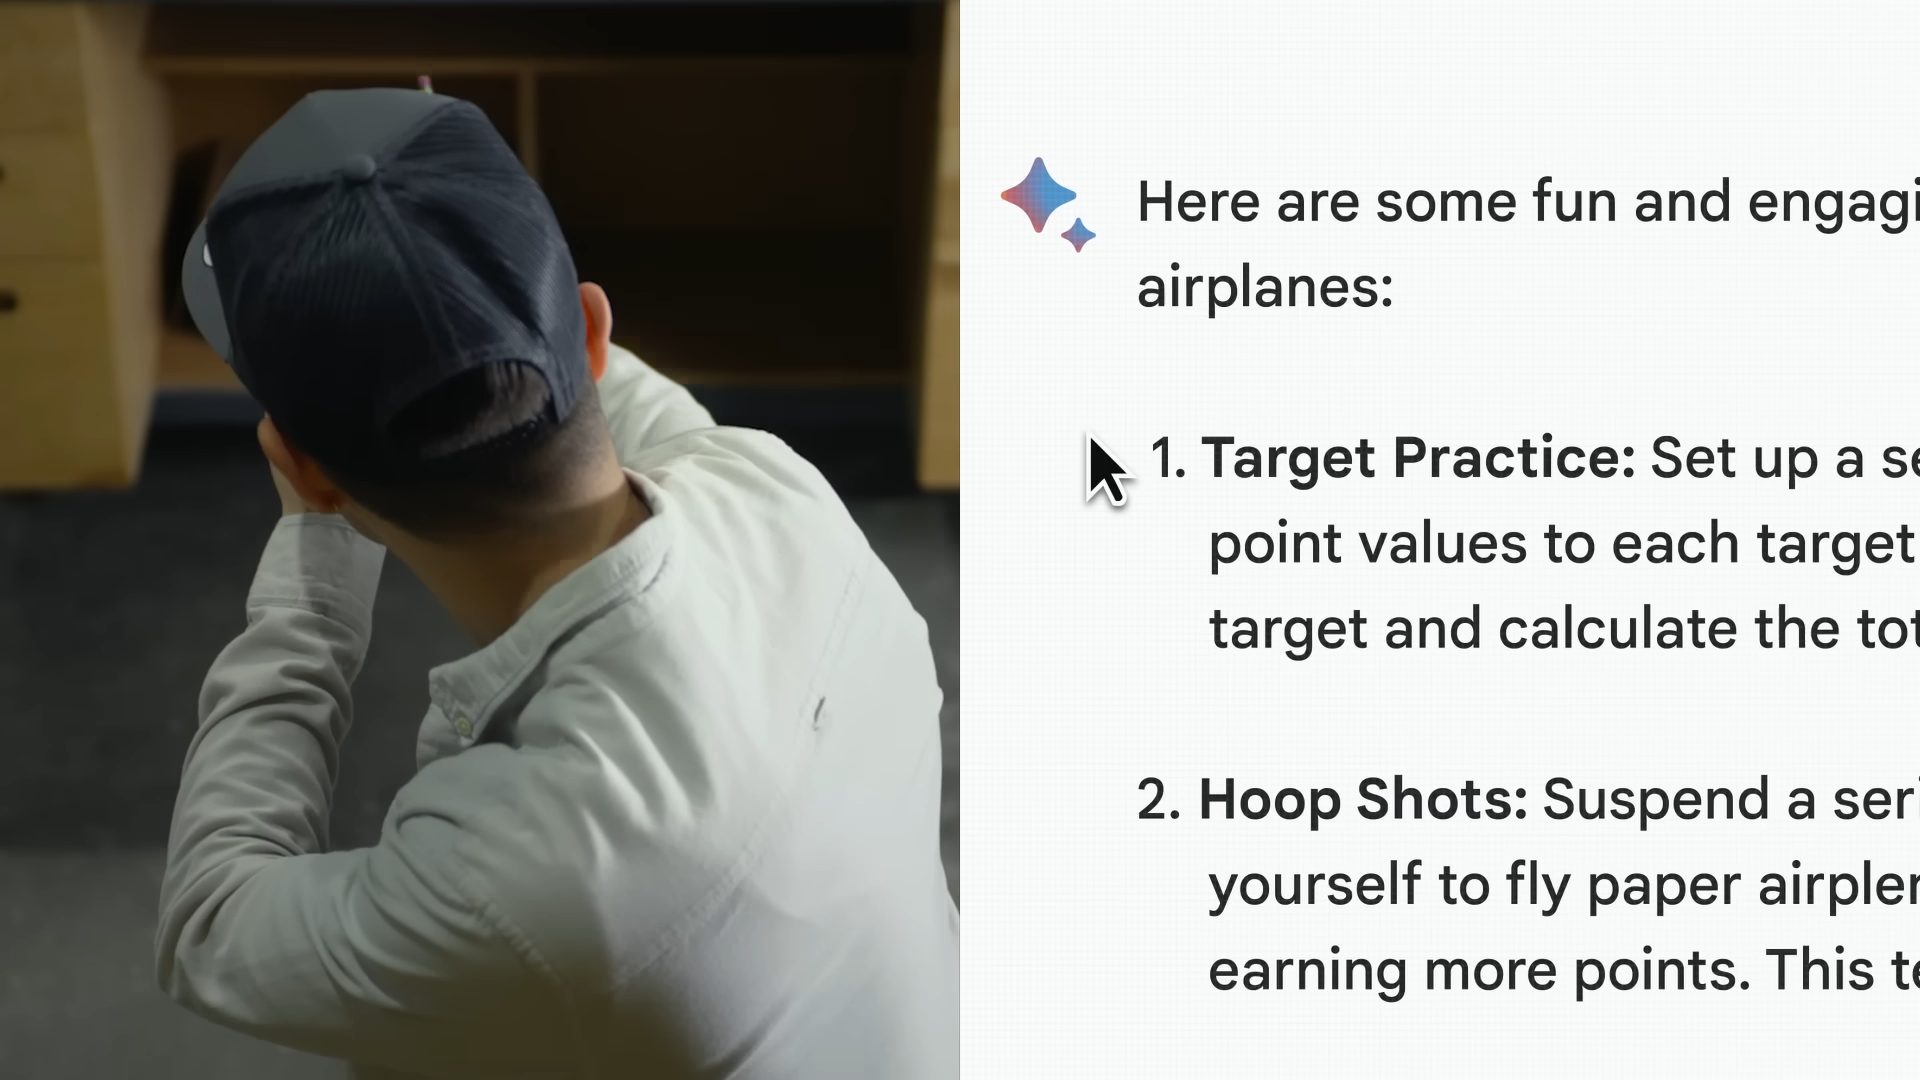 Here are some fun and engagi
airplanes:
1. Target Practice: Set up a se
point values to each target
target and calculate the tot
2. Hoop Shots: Suspend a seri
yourself to fly paper airpler
earning more points. This te